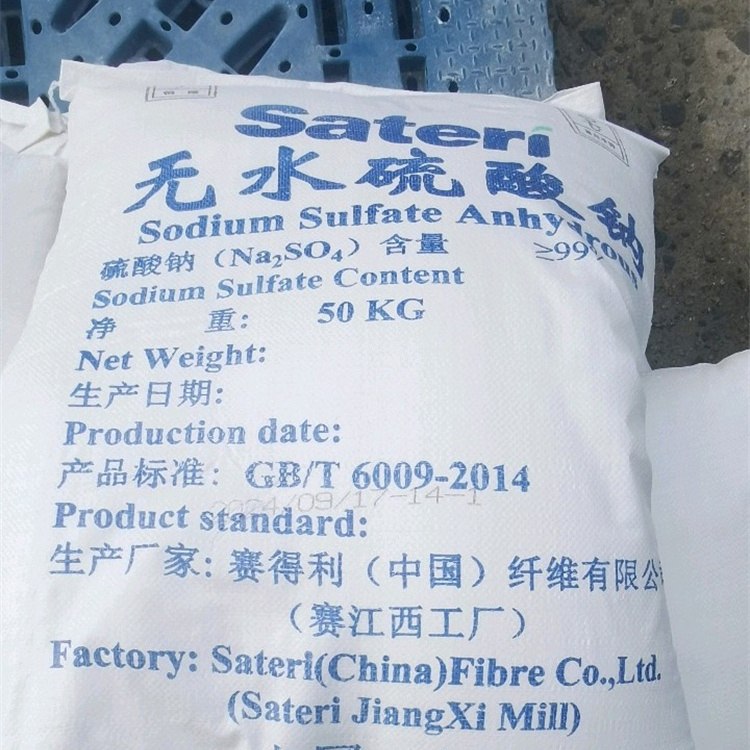 Sateri
无水硫酸钠
Sodium Sulfate Anhydrous
硫酸钠（Na₂SO₄）含量 ≥99
Sodium Sulfate Content
净 重: 50 KG
Net Weight:
生产日期:
Production date:
产品标准: GB/T 6009-2014
2024/09/17-14-1
Product standard:
生产厂家: 赛得利（中国）纤维有限公
（赛江西工厂）
Factory: Sateri(China)Fibre Co.,Ltd.
(Sateri JiangXi Mill)